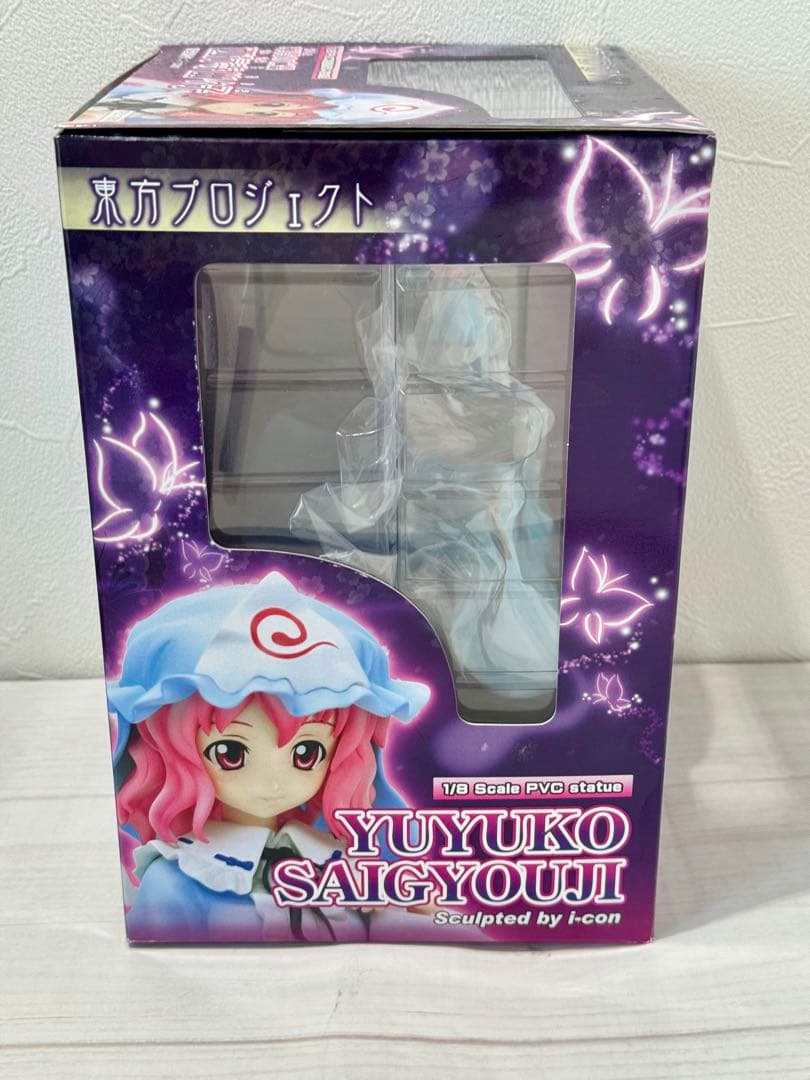 東方プロジェクト
1/8 Scale PVC statue
YUYUKO
SAIGYOUJI
Sculpted by i-con